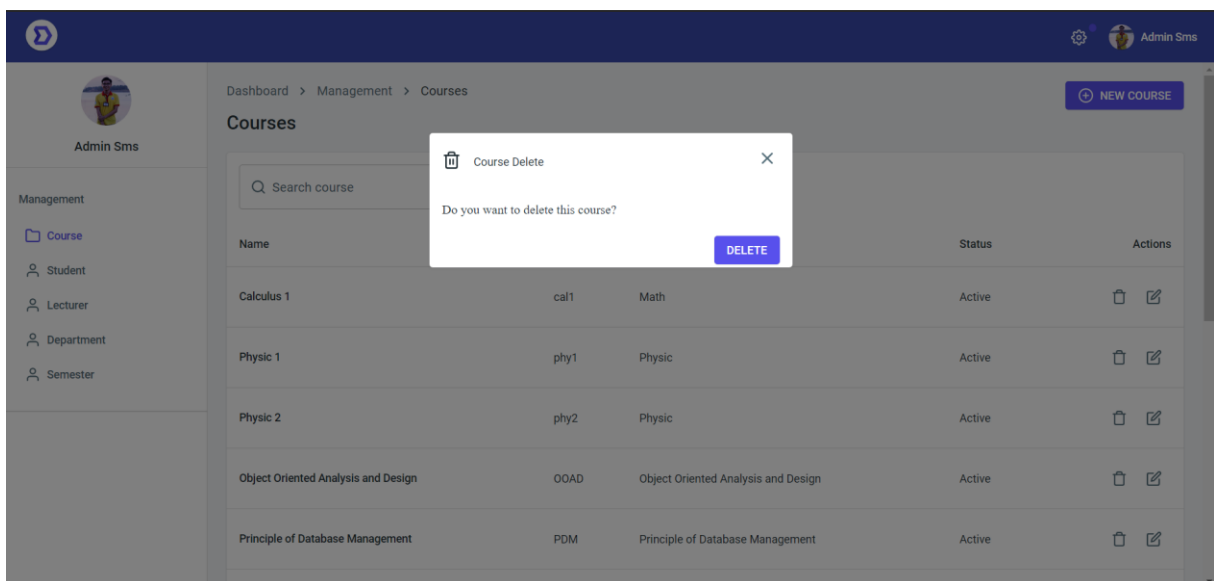 Admin Sms
Admin Sms
Management
Course
Student
Lecturer
Department
Semester
Dashboard > Management > Courses
NEW COURSE
Courses
Search course
Course Delete
Do you want to delete this course?
DELETE
Name Status Actions
Calculus 1 cal1 Math Active
Physic 1 phy1 Physic Active
Physic 2 phy2 Physic Active
Object Oriented Analysis and Design OOAD Object Oriented Analysis and Design Active
Principle of Database Management PDM Principle of Database Management Active